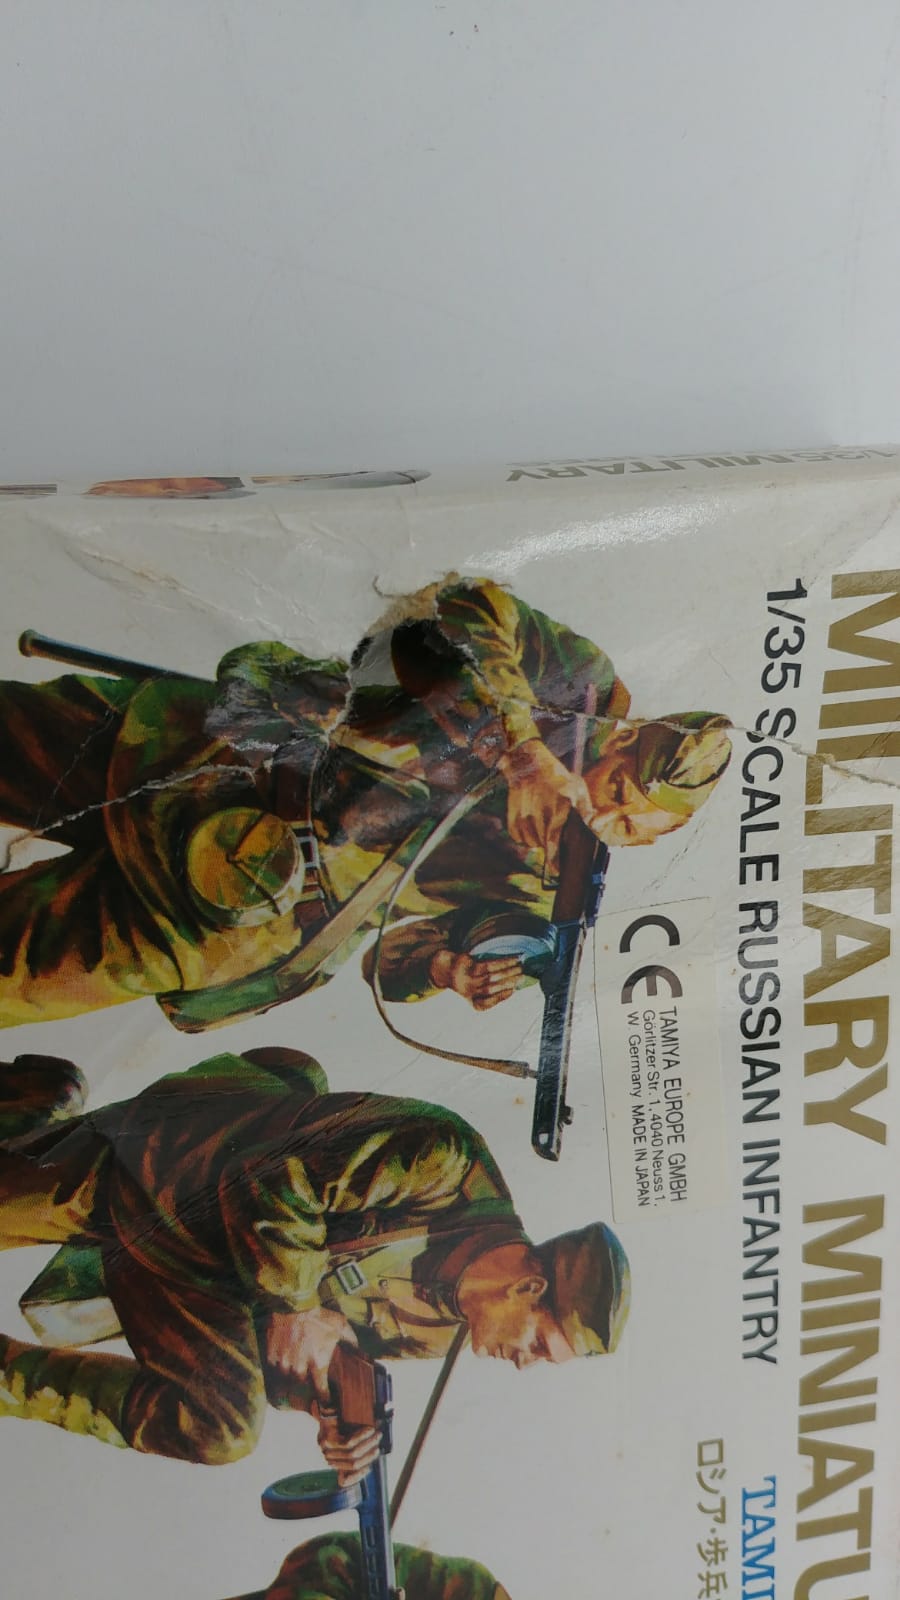 1/35 MILITARY
MILITARY MINIATU
1/35 SCALE RUSSIAN INFANTRY
TAMI
ロシア・歩兵
CE
TAMIYA EUROPE GMBH
Görlitzer Str. 1, 4040 Neuss 1.
W. Germany MADE IN JAPAN